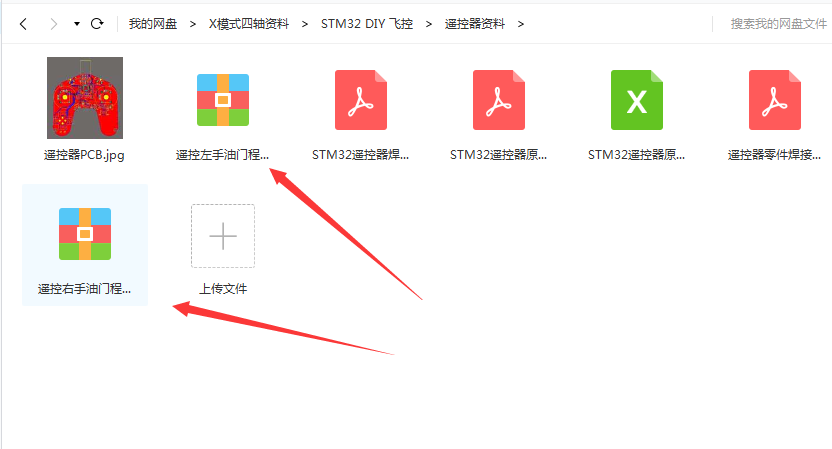 我的网盘 > X模式四轴资料 > STM32 DIY 飞控 > 遥控器资料 >
搜索我的网盘文件
遥控器PCB.jpg
遥控左手油门程...
STM32遥控器焊...
STM32遥控器原...
STM32遥控器原...
遥控器零件焊接...
遥控右手油门程...
上传文件